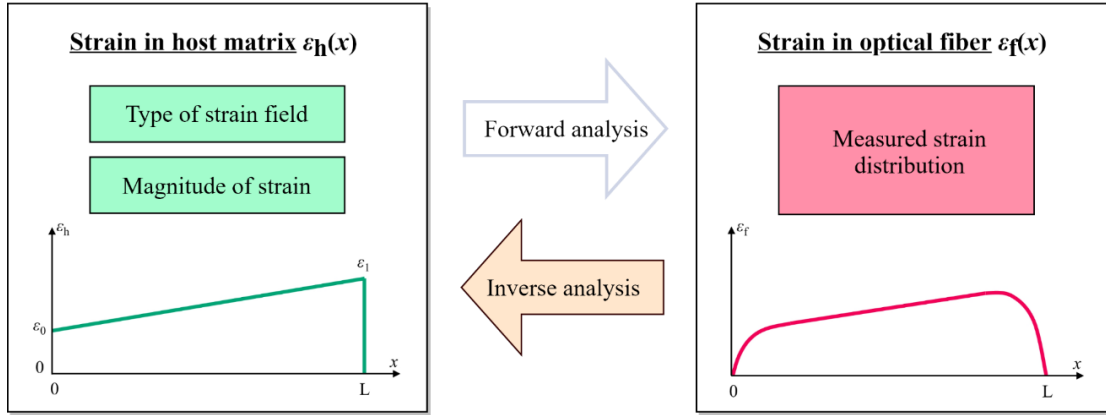 Strain in host matrix εh(x)
Type of strain field
Magnitude of strain
εh
ε1
ε0
0
x
0
L
Forward analysis
Inverse analysis
Strain in optical fiber εf(x)
Measured strain
distribution
εf
x
0
L